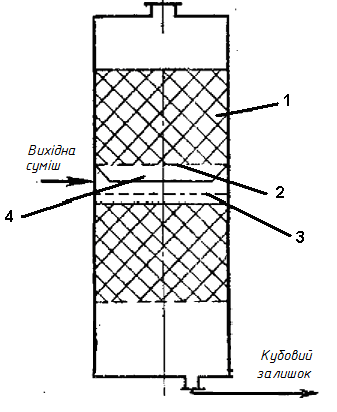 1
Вихідна
суміш
2
4
3
Кубовий
залишок